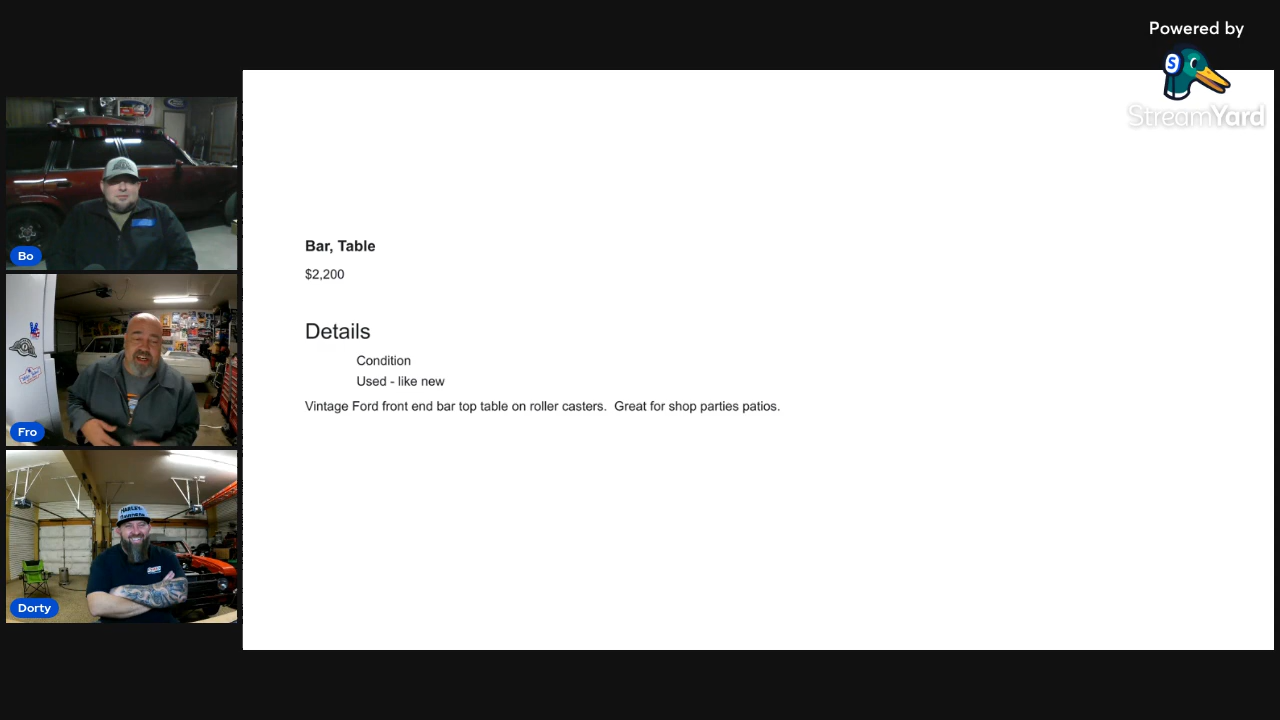 Powered by
StreamYard
Bo
Fro
Dorty
Bar, Table
$2,200
Details
Condition
Used - like new
Vintage Ford front end bar top table on roller casters.  Great for shop parties patios.